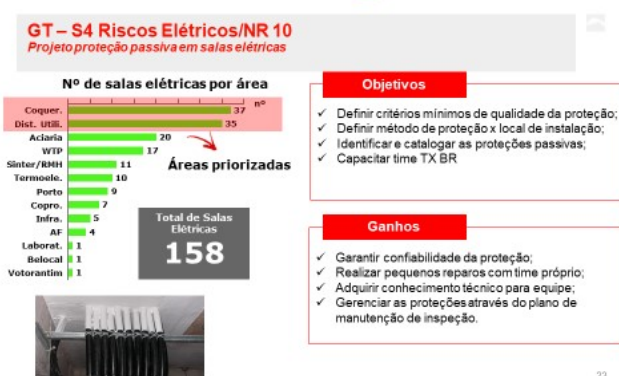 GT – S4 Riscos Elétricos/NR 10
Projeto proteção passiva em salas elétricas
Nº de salas elétricas por área
nº
Coquer. 37
Dist. Utili. 35
Aciaria 20
WTP 17
Sinter/RMH 11
Termoele. 10
Porto 9
Copro. 7
Infra. 5
AF 4
Laborat. 1
Belocal 1
Votorantim 1
Áreas priorizadas
Total de Salas
Elétricas
158
Objetivos
✓ Definir critérios mínimos de qualidade da proteção;
✓ Definir método de proteção x local de instalação;
✓ Identificar e catalogar as proteções passivas;
✓ Capacitar time TX BR
Ganhos
✓ Garantir confiabilidade da proteção;
✓ Realizar pequenos reparos com time próprio;
✓ Adquirir conhecimento técnico para equipe;
✓ Gerenciar as proteções através do plano de
manutenção de inspeção.
22